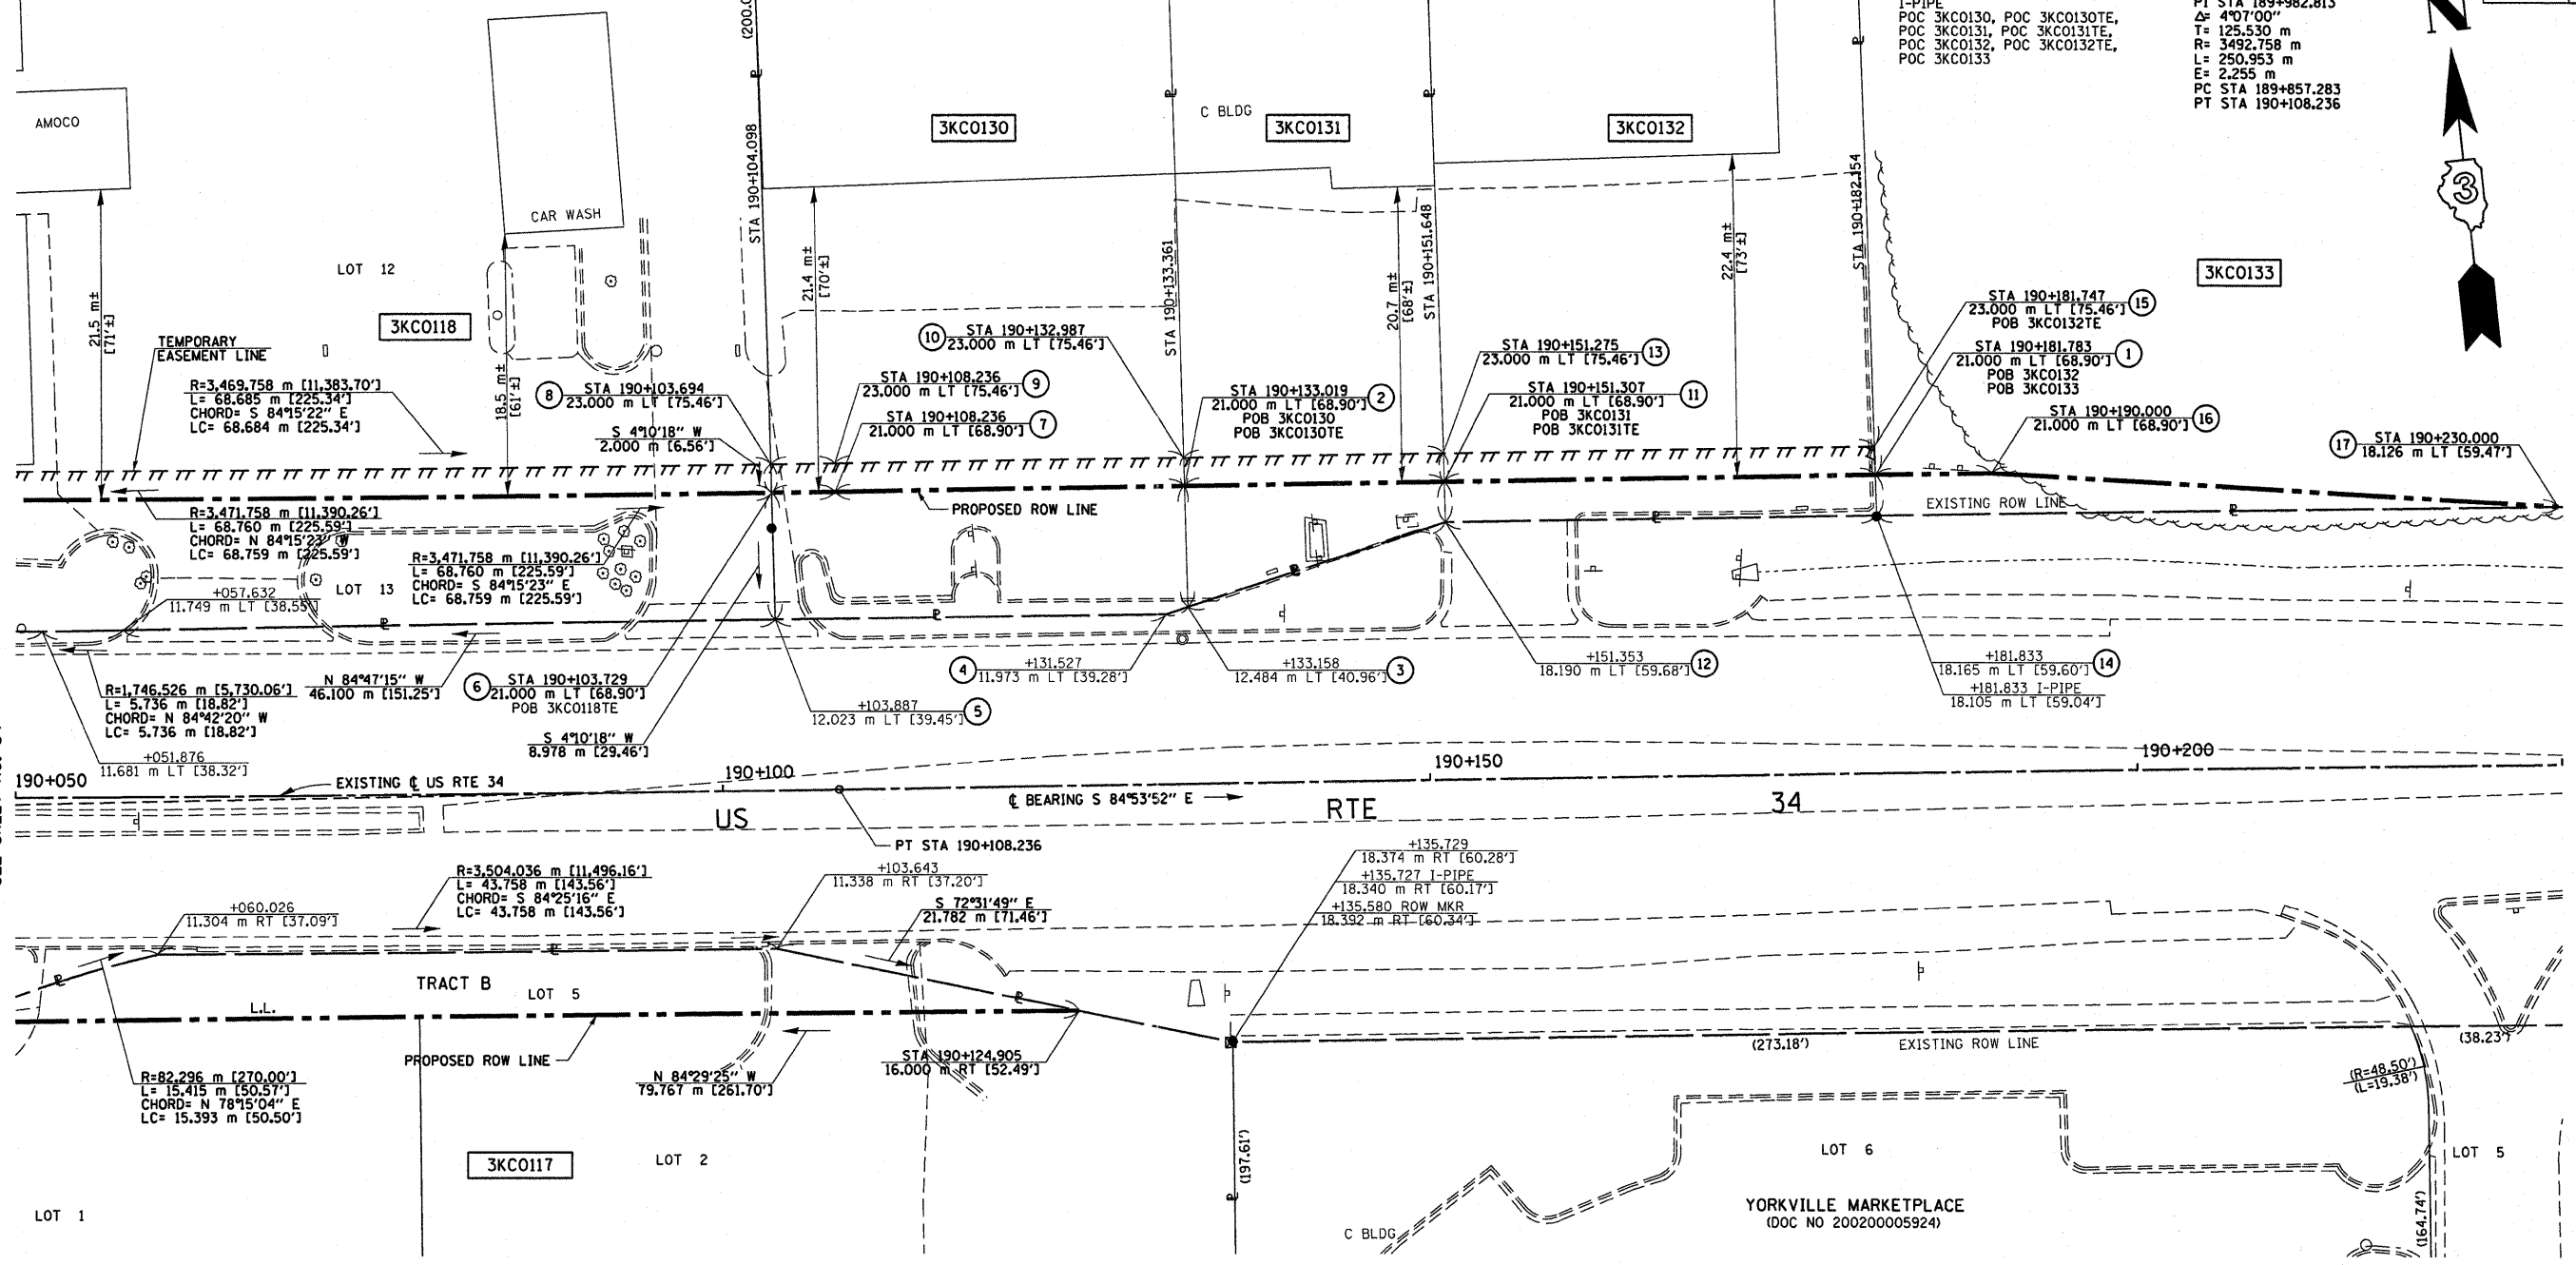 I-PIPE
POC 3KC0130, POC 3KC0130TE,
POC 3KC0131, POC 3KC0131TE,
POC 3KC0132, POC 3KC0132TE,
POC 3KC0133
PI STA 189+982.813
Δ= 4°07'00"
T= 125.530 m
R= 3492.758 m
L= 250.953 m
E= 2.255 m
PC STA 189+857.283
PT STA 190+108.236
N
3
AMOCO
CAR WASH
C BLDG
3KC0130
3KC0131
3KC0132
3KC0133
3KC0118
LOT 12
STA 190+104.098
STA 190+133.361
STA 190+151.648
STA 190+182.154
21.5 m±
[71'±]
18.5 m±
[61'±]
21.4 m±
[70'±]
20.7 m±
[68'±]
22.4 m±
[73'±]
TEMPORARY
EASEMENT LINE
R=3,469.758 m [11,383.70']
L= 68.685 m [225.34']
CHORD= S 84°15'22" E
LC= 68.684 m [225.34']
8
STA 190+103.694
23.000 m LT [75.46']
S 4°10'18" W
2.000 m [6.56']
STA 190+108.236
23.000 m LT [75.46']
9
STA 190+108.236
21.000 m LT [68.90']
7
10
STA 190+132.987
23.000 m LT [75.46']
STA 190+133.019
21.000 m LT [68.90']
2
POB 3KC0130
POB 3KC0130TE
STA 190+151.275
23.000 m LT [75.46']
13
STA 190+151.307
21.000 m LT [68.90']
11
POB 3KC0131
POB 3KC0131TE
STA 190+181.747
23.000 m LT [75.46']
15
POB 3KC0132TE
STA 190+181.783
21.000 m LT [68.90']
1
POB 3KC0132
POB 3KC0133
STA 190+190.000
21.000 m LT [68.90']
16
17
STA 190+230.000
18.126 m LT [59.47']
PROPOSED ROW LINE
EXISTING ROW LINE
R=3,471.758 m [11,390.26']
L= 68.760 m [225.59']
CHORD= N 84°15'23" W
LC= 68.759 m [225.59']
R=3,471.758 m [11,390.26']
L= 68.760 m [225.59']
CHORD= S 84°15'23" E
LC= 68.759 m [225.59']
LOT 13
+057.632
11.749 m LT [38.55']
R=1,746.526 m [5,730.06']
L= 5.736 m [18.82']
CHORD= N 84°42'20" W
LC= 5.736 m [18.82']
N 84°47'15" W
46.100 m [151.25']
6
STA 190+103.729
21.000 m LT [68.90']
POB 3KC0118TE
S 4°10'18" W
8.978 m [29.46']
+103.887
12.023 m LT [39.45']
5
4
+131.527
11.973 m LT [39.28']
+133.158
12.484 m LT [40.96']
3
+151.353
18.190 m LT [59.68']
12
+181.833
18.165 m LT [59.60']
14
+181.833 I-PIPE
18.105 m LT [59.04']
+051.876
11.681 m LT [38.32']
190+050
EXISTING ℄ US RTE 34
190+100
190+150
190+200
℄ BEARING S 84°53'52" E
US RTE 34
PT STA 190+108.236
R=3,504.036 m [11,496.16']
L= 43.758 m [143.56']
CHORD= S 84°25'16" E
LC= 43.758 m [143.56']
+060.026
11.304 m RT [37.09']
+103.643
11.338 m RT [37.20']
S 72°31'49" E
21.782 m [71.46']
+135.729
18.374 m RT [60.28']
+135.727 I-PIPE
18.340 m RT [60.17']
+135.580 ROW MKR
18.392 m RT [60.34']
TRACT B
LOT 5
L.L.
PROPOSED ROW LINE
R=82.296 m [270.00']
L= 15.415 m [50.57']
CHORD= N 78°15'04" E
LC= 15.393 m [50.50']
N 84°29'25" W
79.767 m [261.70']
STA 190+124.905
16.000 m RT [52.49']
(273.18')
EXISTING ROW LINE
(38.23')
(R=48.50')
(L=19.38')
(197.61')
(164.74')
3KC0117
LOT 2
LOT 1
LOT 6
LOT 5
YORKVILLE MARKETPLACE
(DOC NO 200200005924)
C BLDG